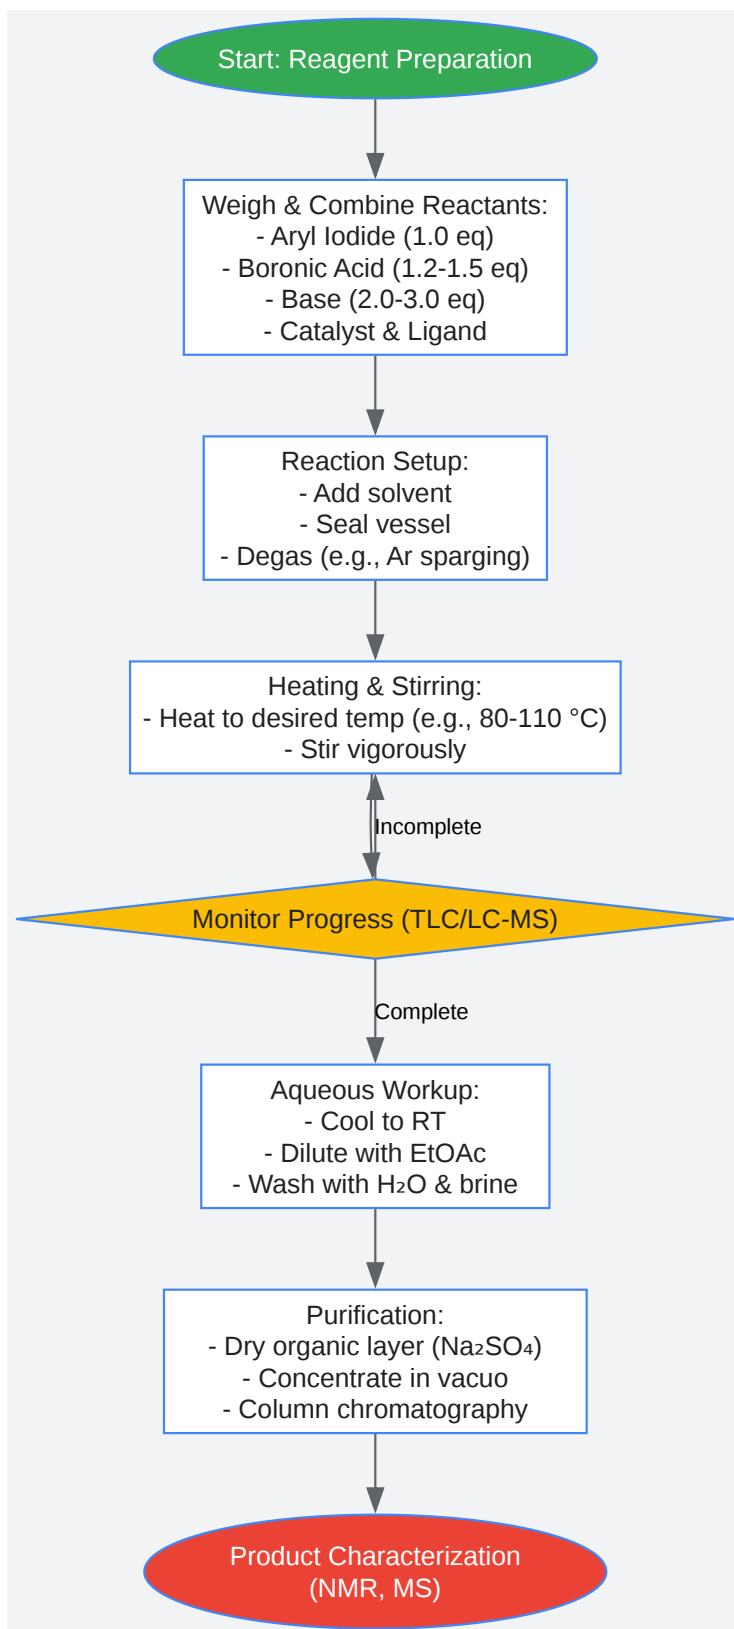 Start: Reagent Preparation
Weigh & Combine Reactants:
- Aryl Iodide (1.0 eq)
- Boronic Acid (1.2-1.5 eq)
- Base (2.0-3.0 eq)
- Catalyst & Ligand
Reaction Setup:
- Add solvent
- Seal vessel
- Degas (e.g., Ar sparging)
Heating & Stirring:
- Heat to desired temp (e.g., 80-110 °C)
- Stir vigorously
Incomplete
Monitor Progress (TLC/LC-MS)
Complete
Aqueous Workup:
- Cool to RT
- Dilute with EtOAc
- Wash with H₂O & brine
Purification:
- Dry organic layer (Na₂SO₄)
- Concentrate in vacuo
- Column chromatography
Product Characterization
(NMR, MS)